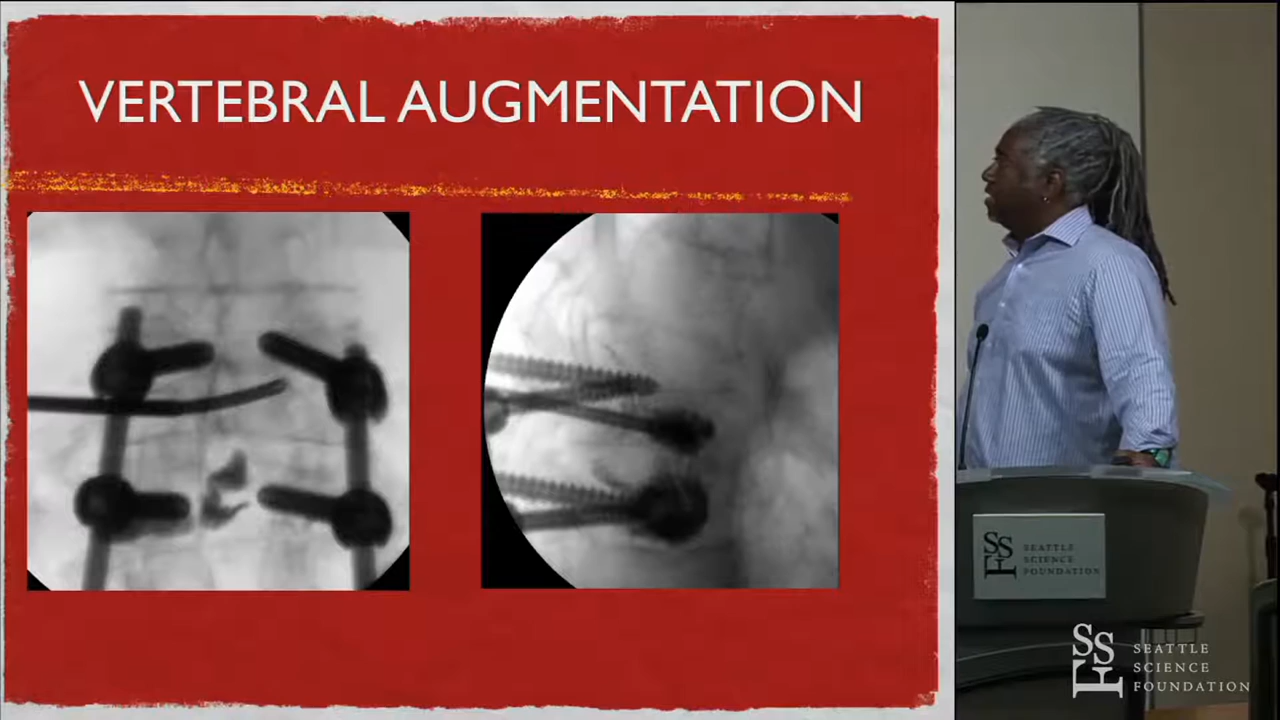 VERTEBRAL AUGMENTATION
SEATTLE
SCIENCE
FOUNDATION
SEATTLE
SCIENCE
FOUNDATION